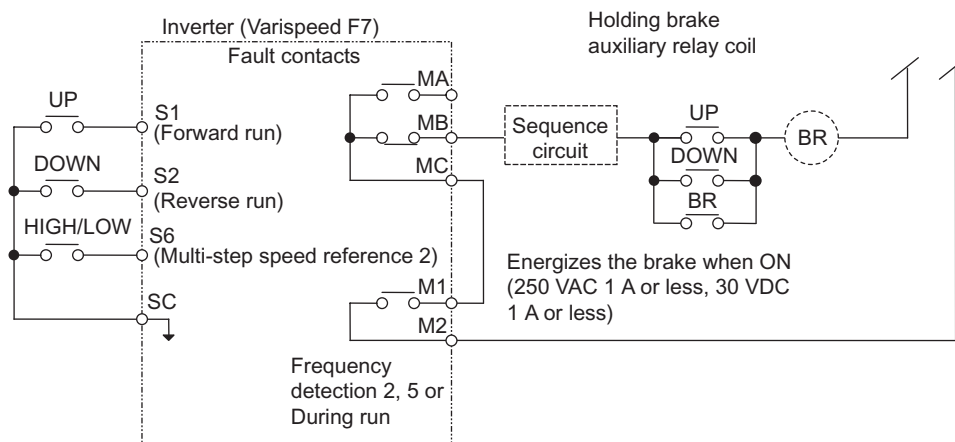 Inverter (Varispeed F7)
Holding brake
auxiliary relay coil
Fault contacts
MA
UP
S1
(Forward run)
MB
Sequence
circuit
UP
BR
DOWN
S2
(Reverse run)
MC
DOWN
BR
HIGH/LOW
S6
(Multi-step speed reference 2)
Energizes the brake when ON
(250 VAC 1 A or less, 30 VDC
1 A or less)
SC
M1
M2
Frequency
detection 2, 5 or
During run